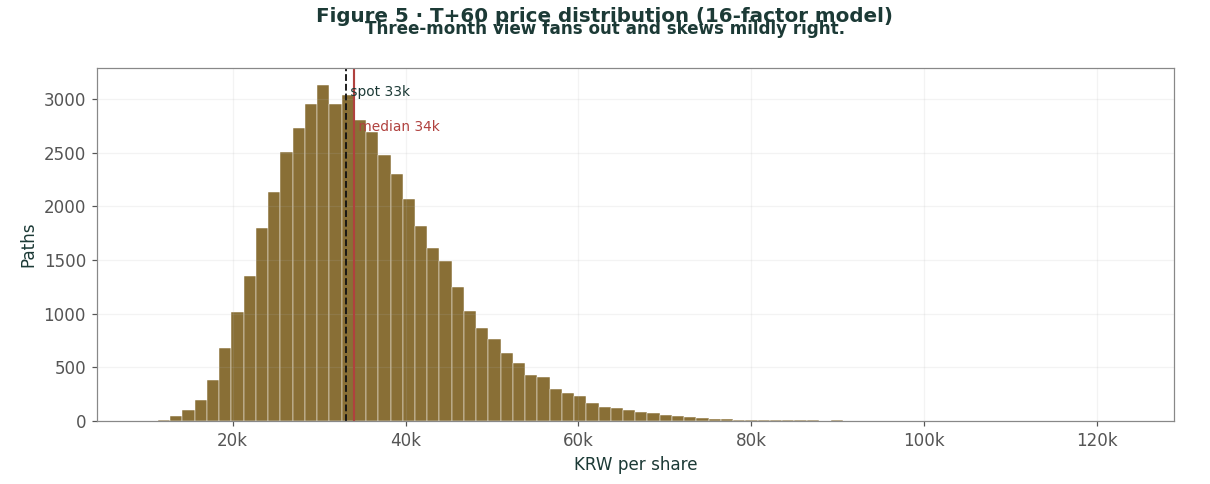 Figure 5 · T+60 price distribution (16-factor model)
Three-month view fans out and skews mildly right.
spot 33k
median 34k
Paths
3000
2500
2000
1500
1000
500
0
20k 40k 60k 80k 100k 120k
KRW per share